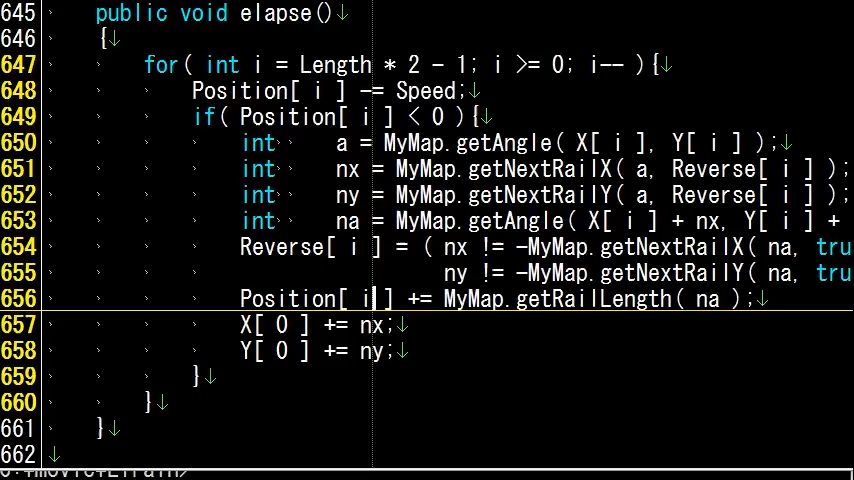 645 public void elapse()↓
646 {↓
647 for( int i = Length * 2 - 1; i >= 0; i-- ){↓
648 Position[ i ] -= Speed;↓
649 if( Position[ i ] < 0 ){↓
650 int a = MyMap.getAngle( X[ i ], Y[ i ] );↓
651 int nx = MyMap.getNextRailX( a, Reverse[ i ] );
652 int ny = MyMap.getNextRailY( a, Reverse[ i ] );
653 int na = MyMap.getAngle( X[ i ] + nx, Y[ i ] +
654 Reverse[ i ] = ( nx != -MyMap.getNextRailX( na, tru
655 ny != -MyMap.getNextRailY( na, tru
656 Position[ i ] += MyMap.getRailLength( na );↓
657 X[ 0 ] += nx;↓
658 Y[ 0 ] += ny;↓
659 }↓
660 }↓
661 }↓
662 ↓